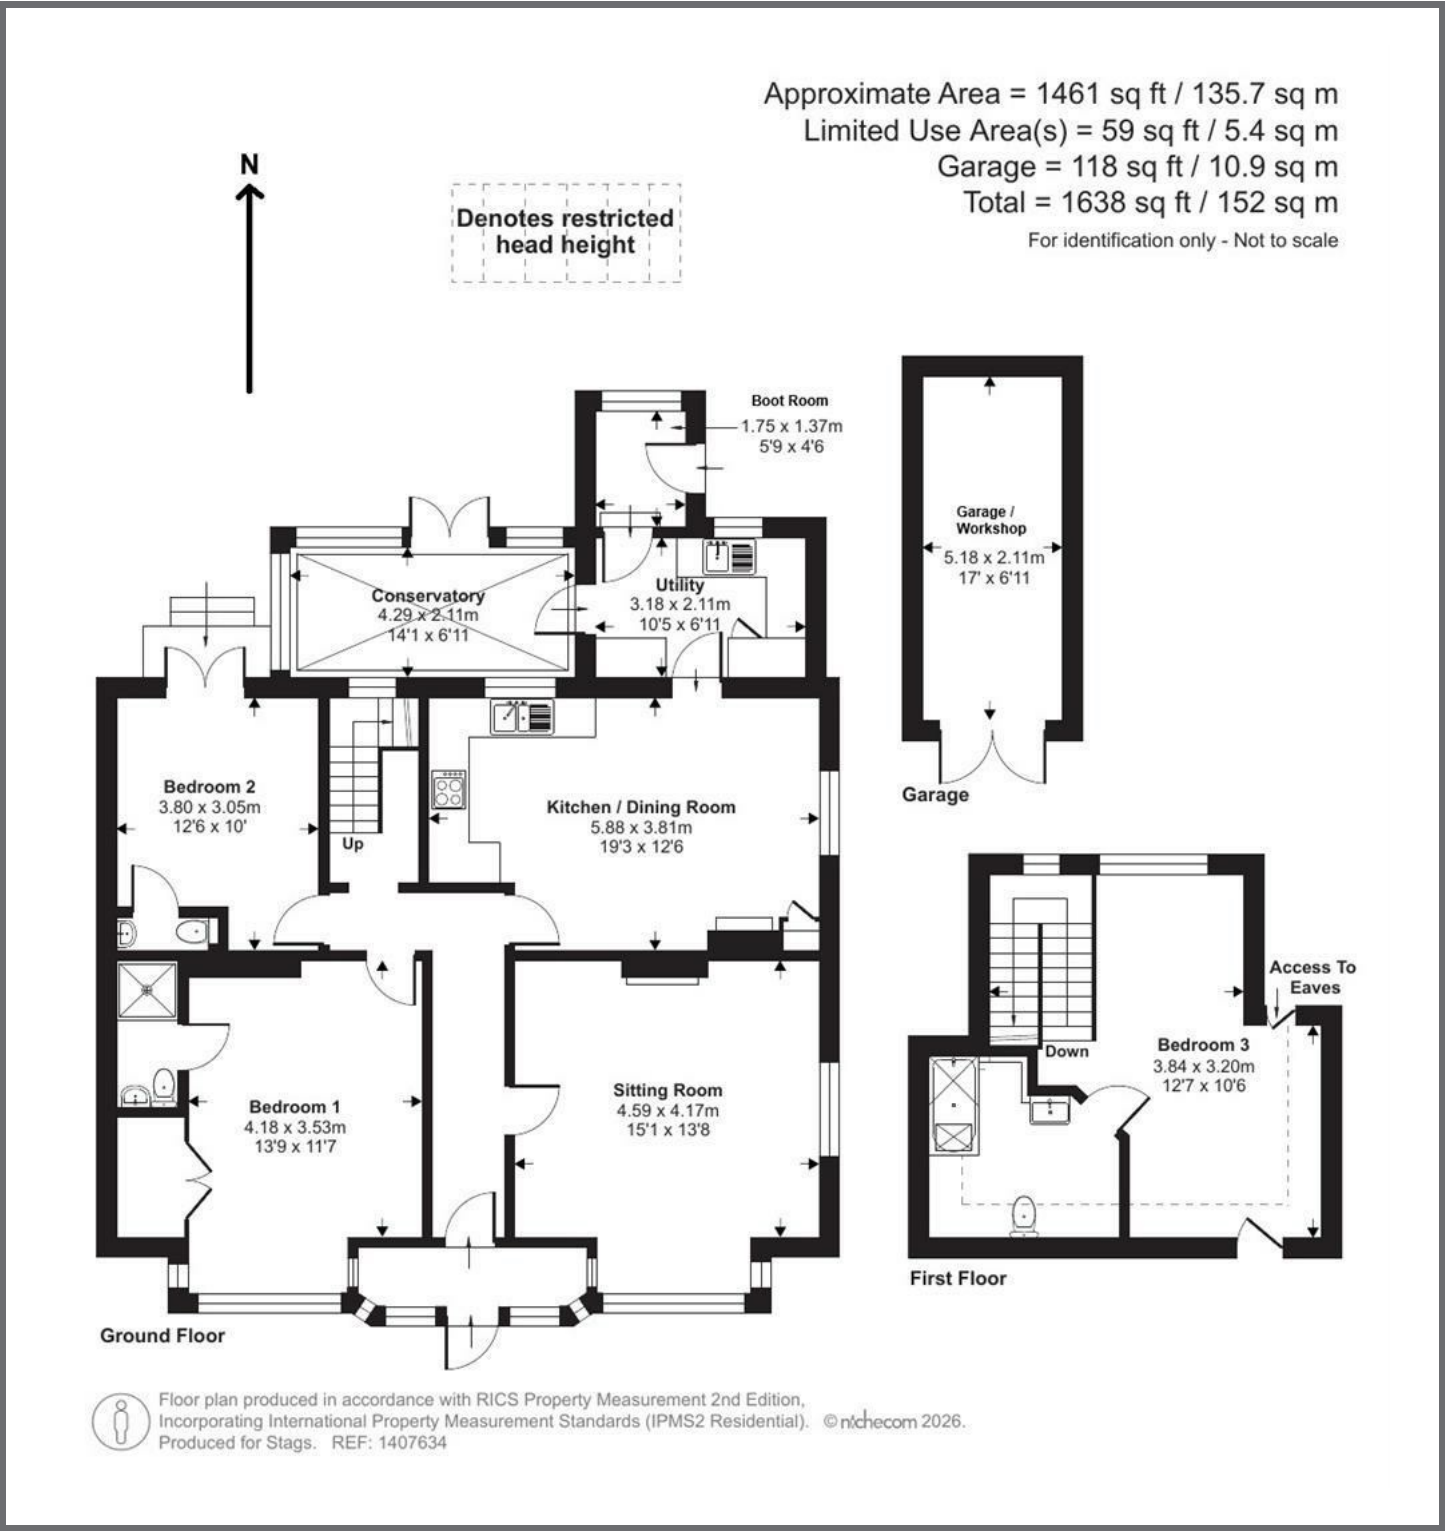 Approximate Area = 1461 sq ft / 135.7 sq m
Limited Use Area(s) = 59 sq ft / 5.4 sq m
Garage = 118 sq ft / 10.9 sq m
Total = 1638 sq ft / 152 sq m
For identification only - Not to scale
N
Denotes restricted
head height
Boot Room
1.75 x 1.37m
5'9 x 4'6
Garage /
Workshop
5.18 x 2.11m
17' x 6'11
Garage
Conservatory
4.29 x 2.11m
14'1 x 6'11
Utility
3.18 x 2.11m
10'5 x 6'11
Bedroom 2
3.80 x 3.05m
12'6 x 10'
Up
Kitchen / Dining Room
5.88 x 3.81m
19'3 x 12'6
Access To
Eaves
Down
Bedroom 3
3.84 x 3.20m
12'7 x 10'6
Bedroom 1
4.18 x 3.53m
13'9 x 11'7
Sitting Room
4.59 x 4.17m
15'1 x 13'8
First Floor
Ground Floor
Floor plan produced in accordance with RICS Property Measurement 2nd Edition,
Incorporating International Property Measurement Standards (IPMS2 Residential). © nichecom 2026.
Produced for Stags. REF: 1407634